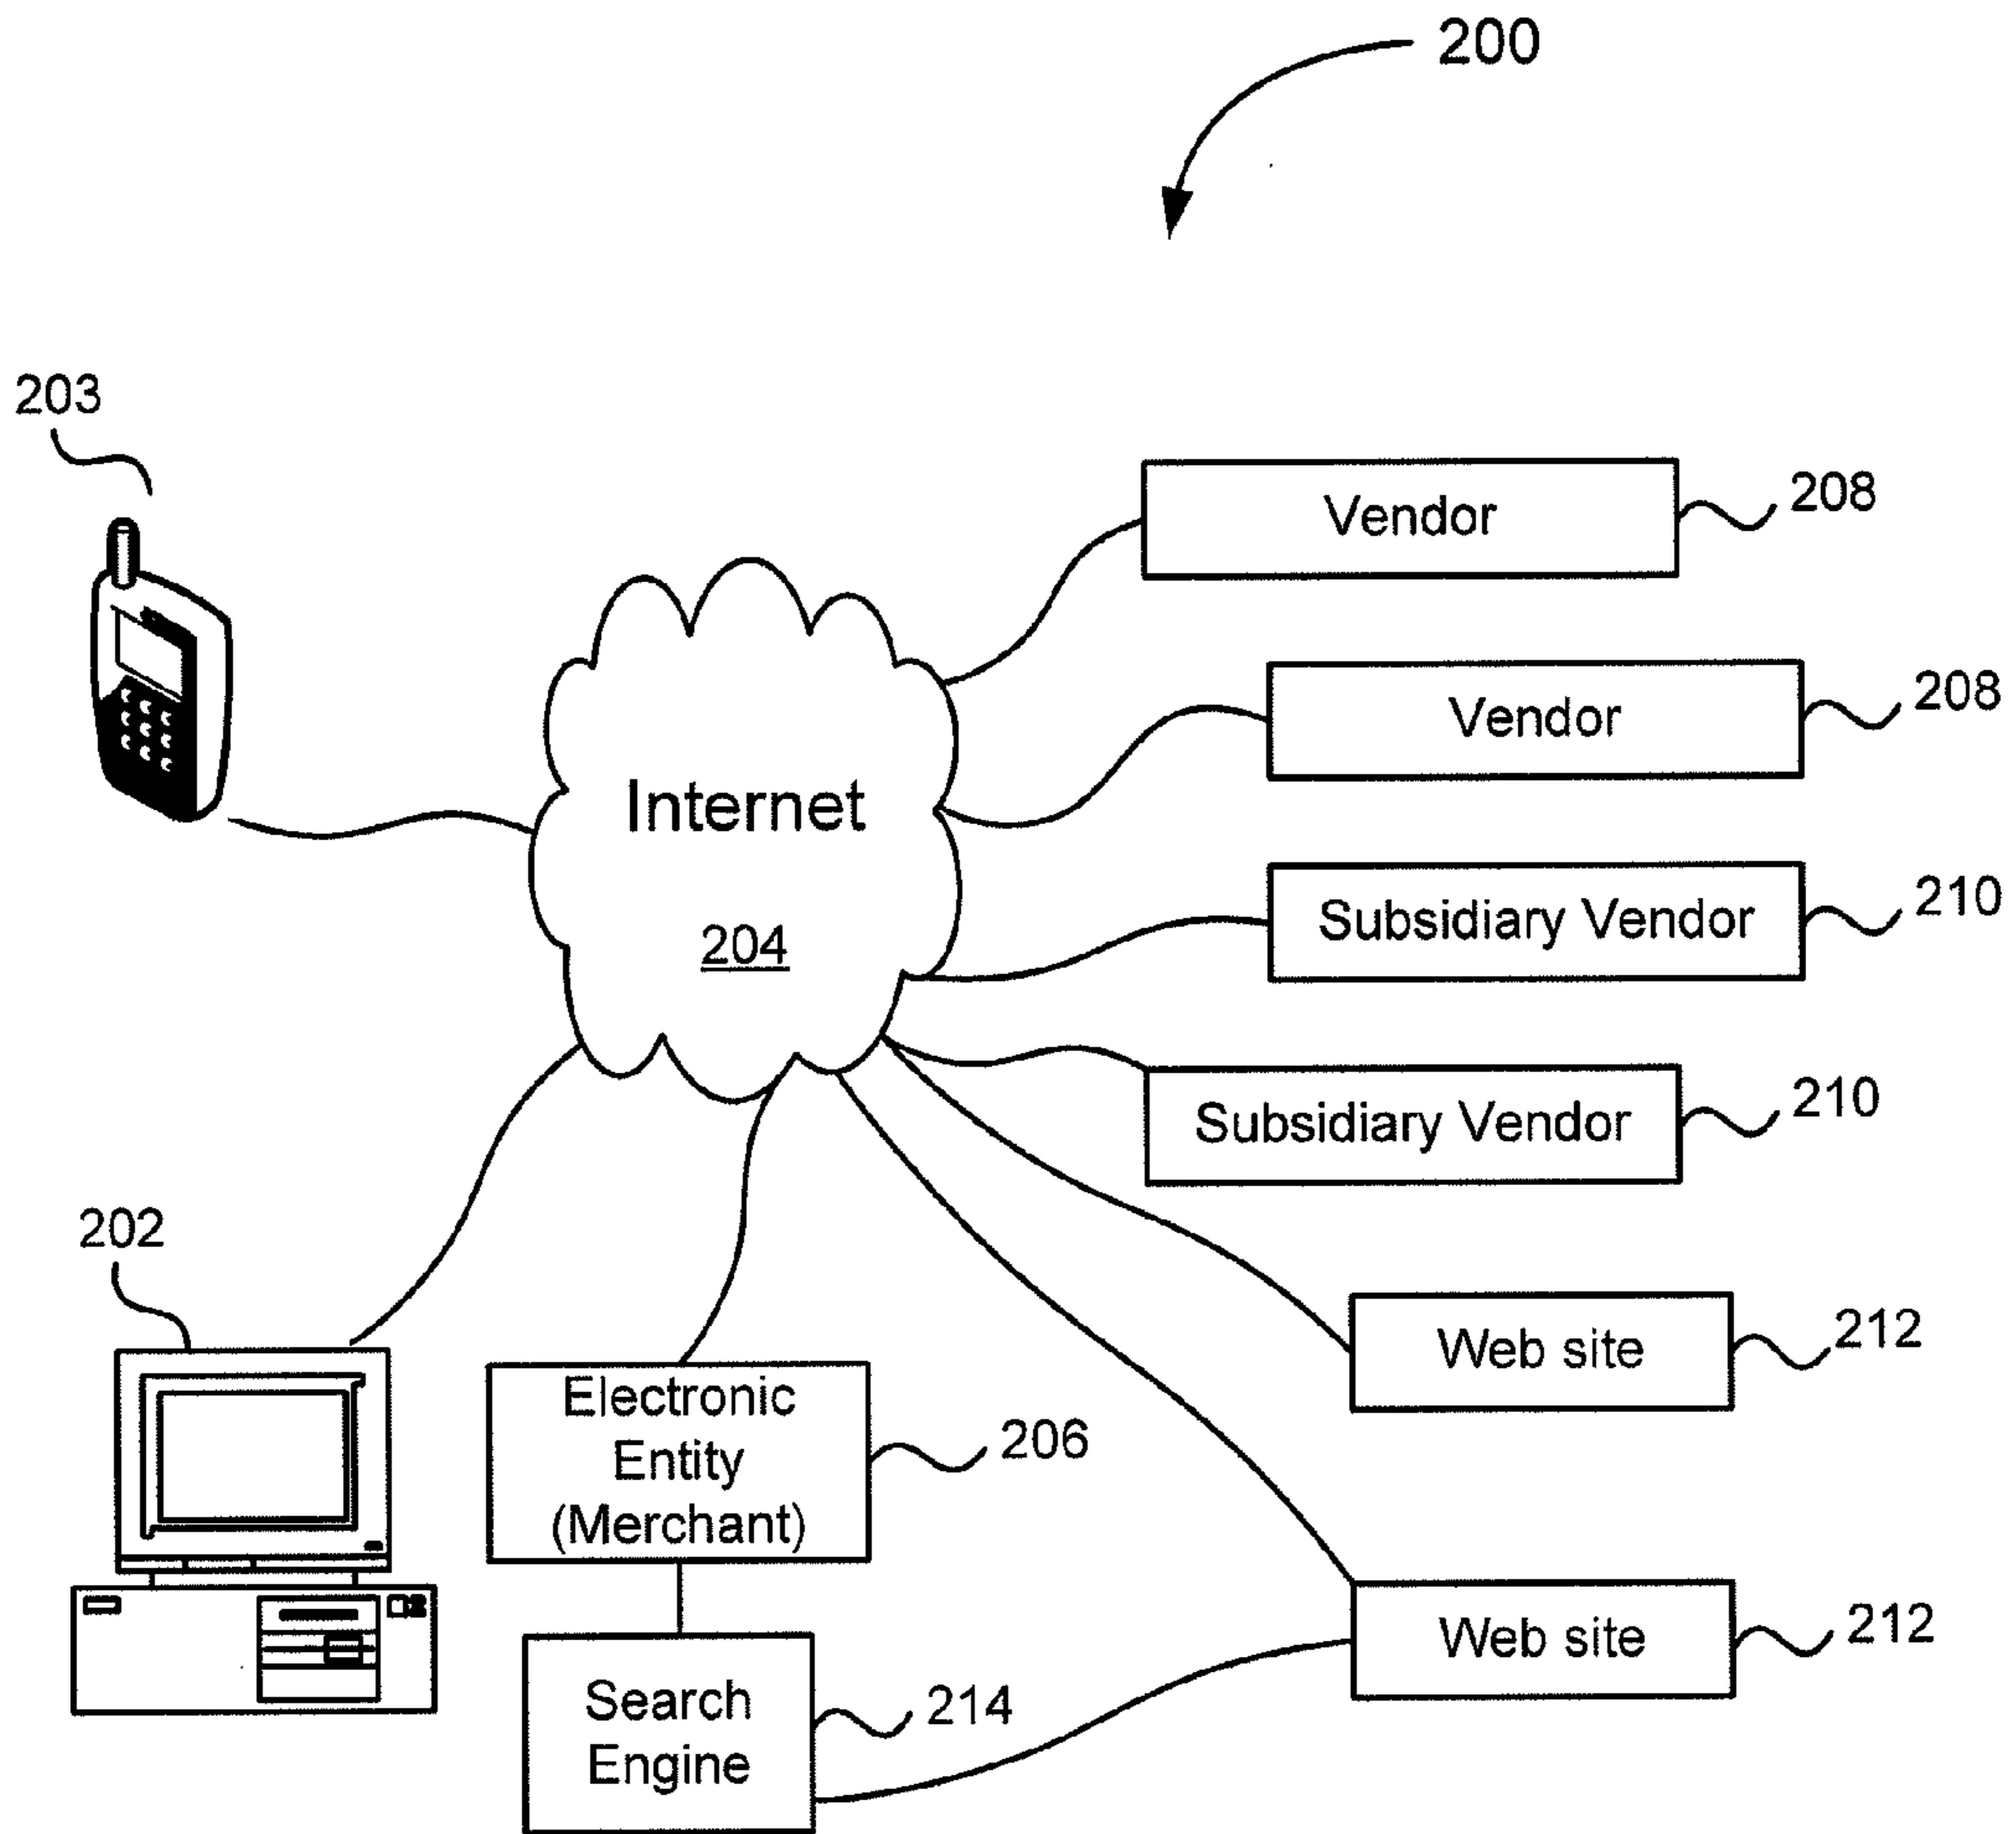 200
203
Vendor
208
Vendor
208
Internet
204
Subsidiary Vendor
210
Subsidiary Vendor
210
202
Web site
212
Electronic
Entity
(Merchant)
206
Web site
212
Search
Engine
214